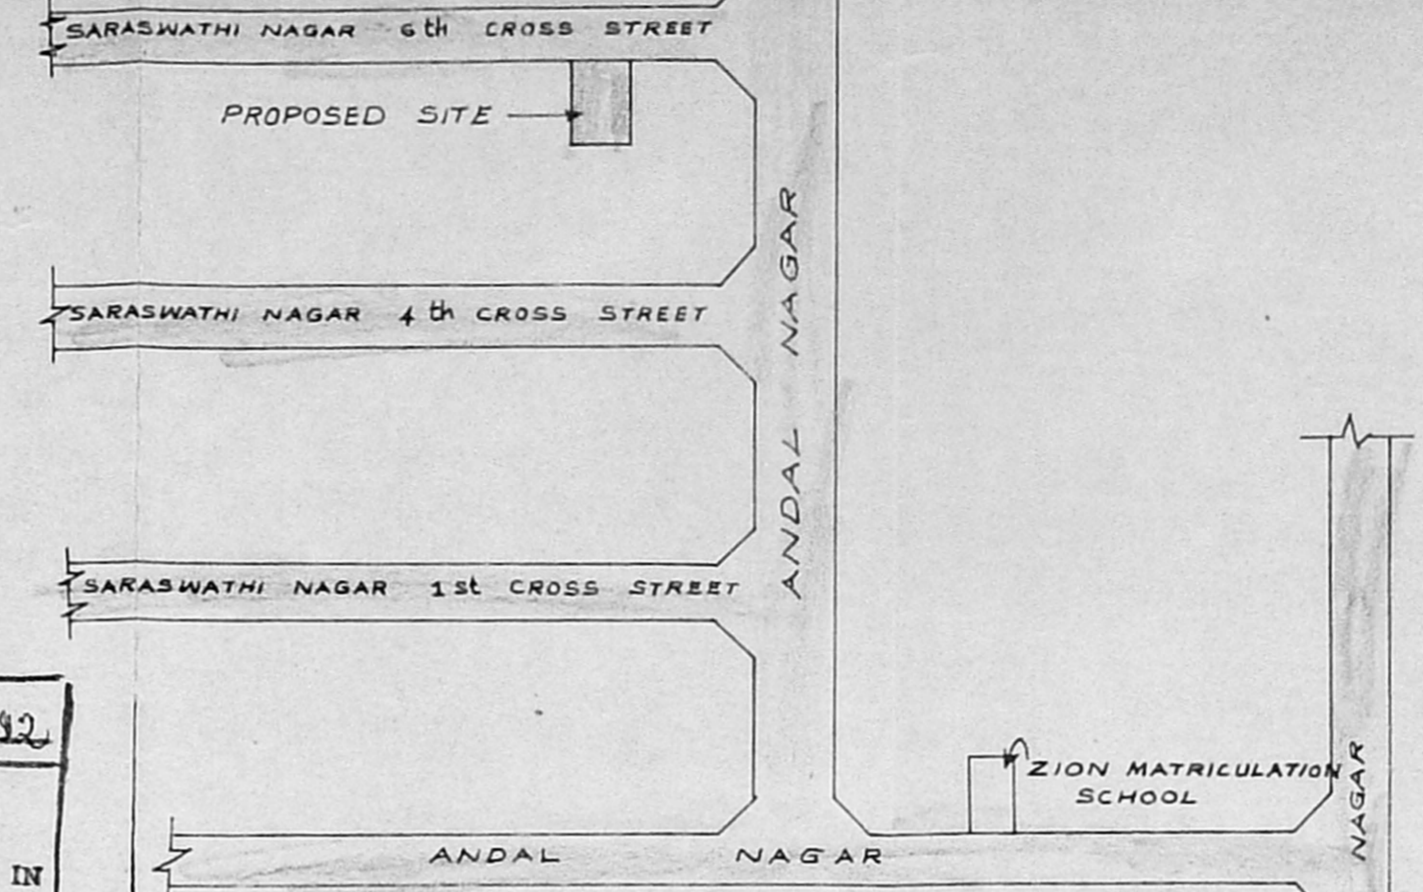 SARASWATHI NAGAR 6th CROSS STREET
PROPOSED SITE
SARASWATHI NAGAR 4th CROSS STREET
ANDAL NAGAR
SARASWATHI NAGAR 1st CROSS STREET
ZION MATRICULATION
SCHOOL
NAGAR
ANDAL NAGAR
IN